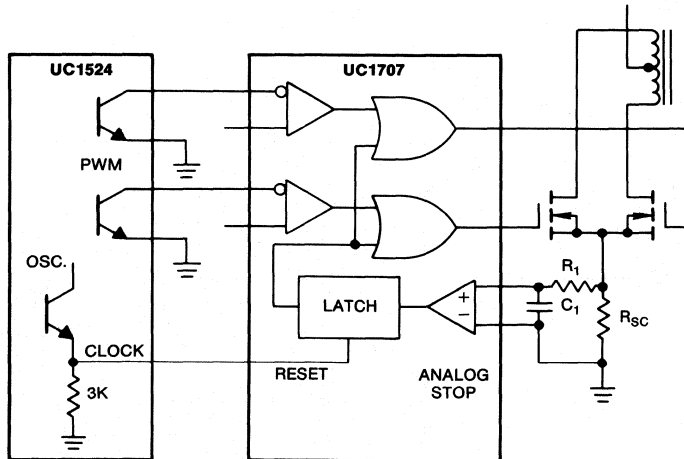 UC1524
UC1707
PWM
OSC.
CLOCK
3K
LATCH
RESET
+
−
ANALOG
STOP
R1
C1
RSC